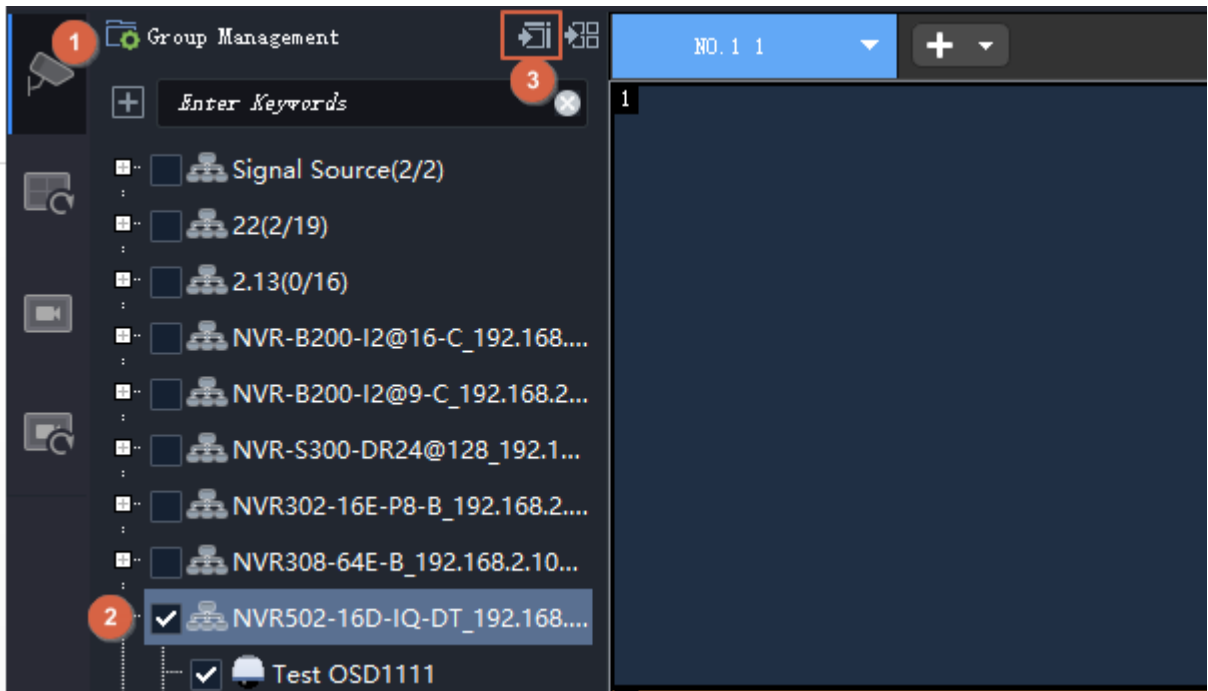 1
Group Management
3
NO.1 1
Enter Keywords
1
Signal Source(2/2)
22(2/19)
2.13(0/16)
NVR-B200-I2@16-C_192.168....
NVR-B200-I2@9-C_192.168.2...
NVR-S300-DR24@128_192.1...
NVR302-16E-P8-B_192.168.2....
NVR308-64E-B_192.168.2.10...
2
NVR502-16D-IQ-DT_192.168....
Test OSD1111